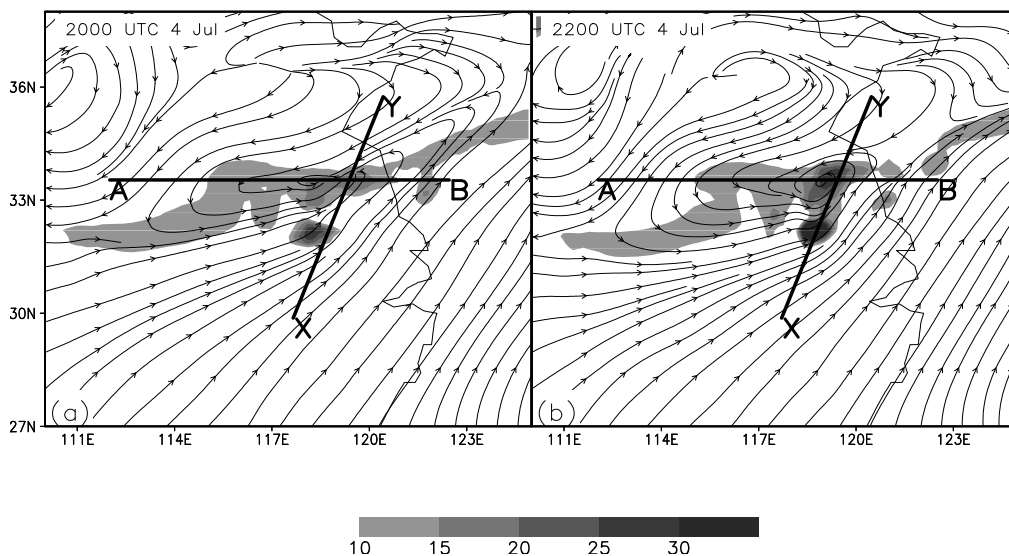 2000 UTC 4 Jul
2200 UTC 4 Jul
36N
33N
30N
27N
Y
A
B
X
(a)
Y
A
B
X
(b)
111E 114E 117E 120E 123E
111E 114E 117E 120E 123E
10 15 20 25 30